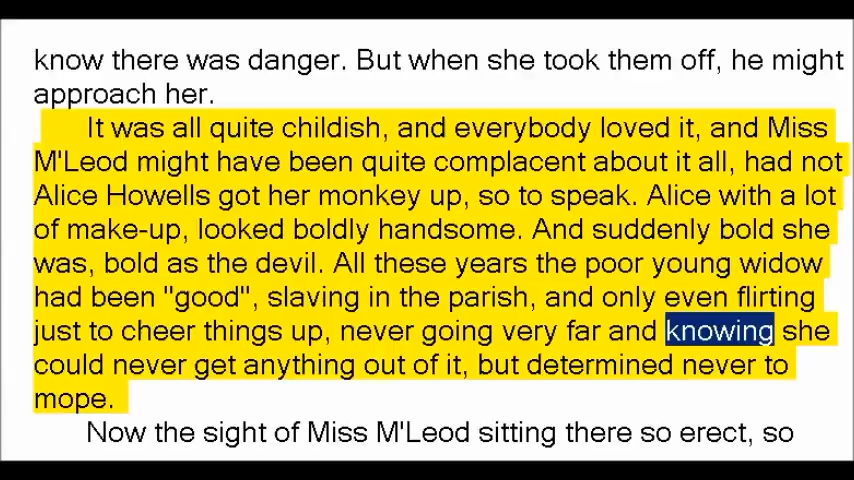 know there was danger. But when she took them off, he might
approach her.
It was all quite childish, and everybody loved it, and Miss
M'Leod might have been quite complacent about it all, had not
Alice Howells got her monkey up, so to speak. Alice with a lot
of make-up, looked boldly handsome. And suddenly bold she
was, bold as the devil. All these years the poor young widow
had been "good", slaving in the parish, and only even flirting
just to cheer things up, never going very far and knowing she
could never get anything out of it, but determined never to
mope.
Now the sight of Miss M'Leod sitting there so erect, so